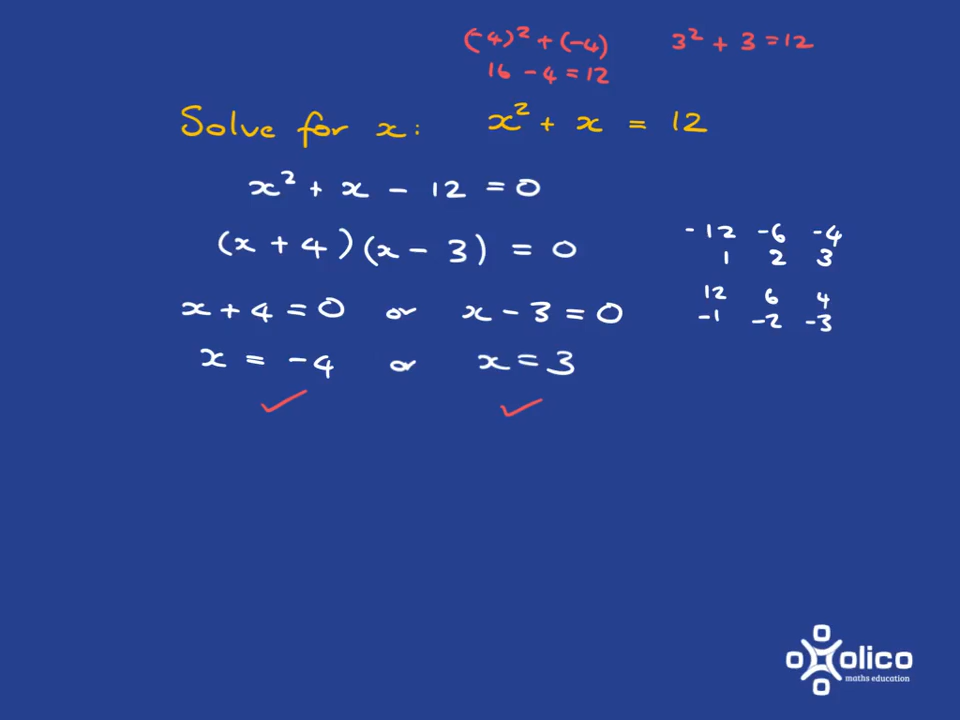 (-4)² + (-4)
16 - 4 = 12
3² + 3 = 12
Solve for x: x² + x = 12
x² + x - 12 = 0
(x + 4)(x - 3) = 0
x + 4 = 0 or x - 3 = 0
x = -4 or x = 3
-12 -6 -4
1 2 3
12 6 4
-1 -2 -3
olico
maths education